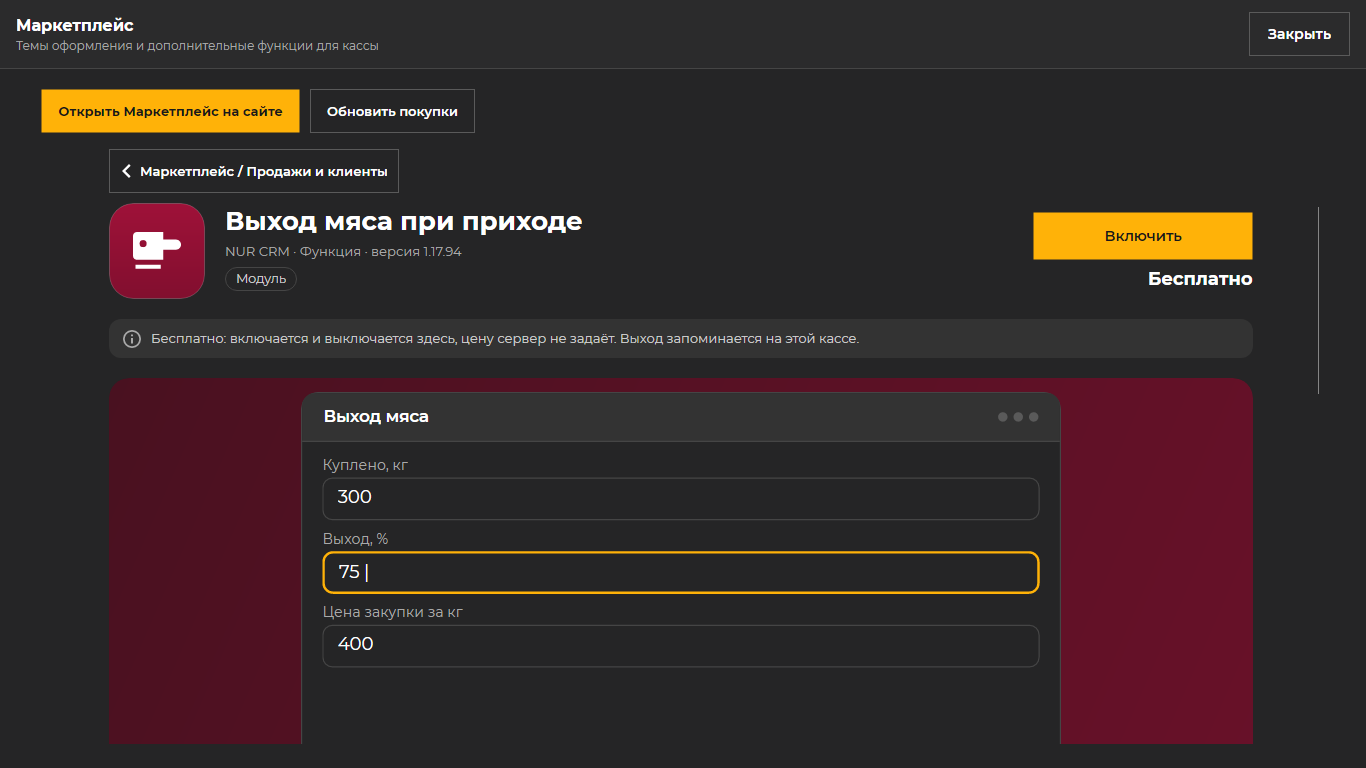 Маркетплейс
Темы оформления и дополнительные функции для кассы
Закрыть
Открыть Маркетплейс на сайте
Обновить покупки
Маркетплейс / Продажи и клиенты
Выход мяса при приходе
NUR CRM · Функция · версия 1.17.94
Модуль
Включить
Бесплатно
Бесплатно: включается и выключается здесь, цену сервер не задаёт. Выход запоминается на этой кассе.
Выход мяса
Куплено, кг
300
Выход, %
75
Цена закупки за кг
400